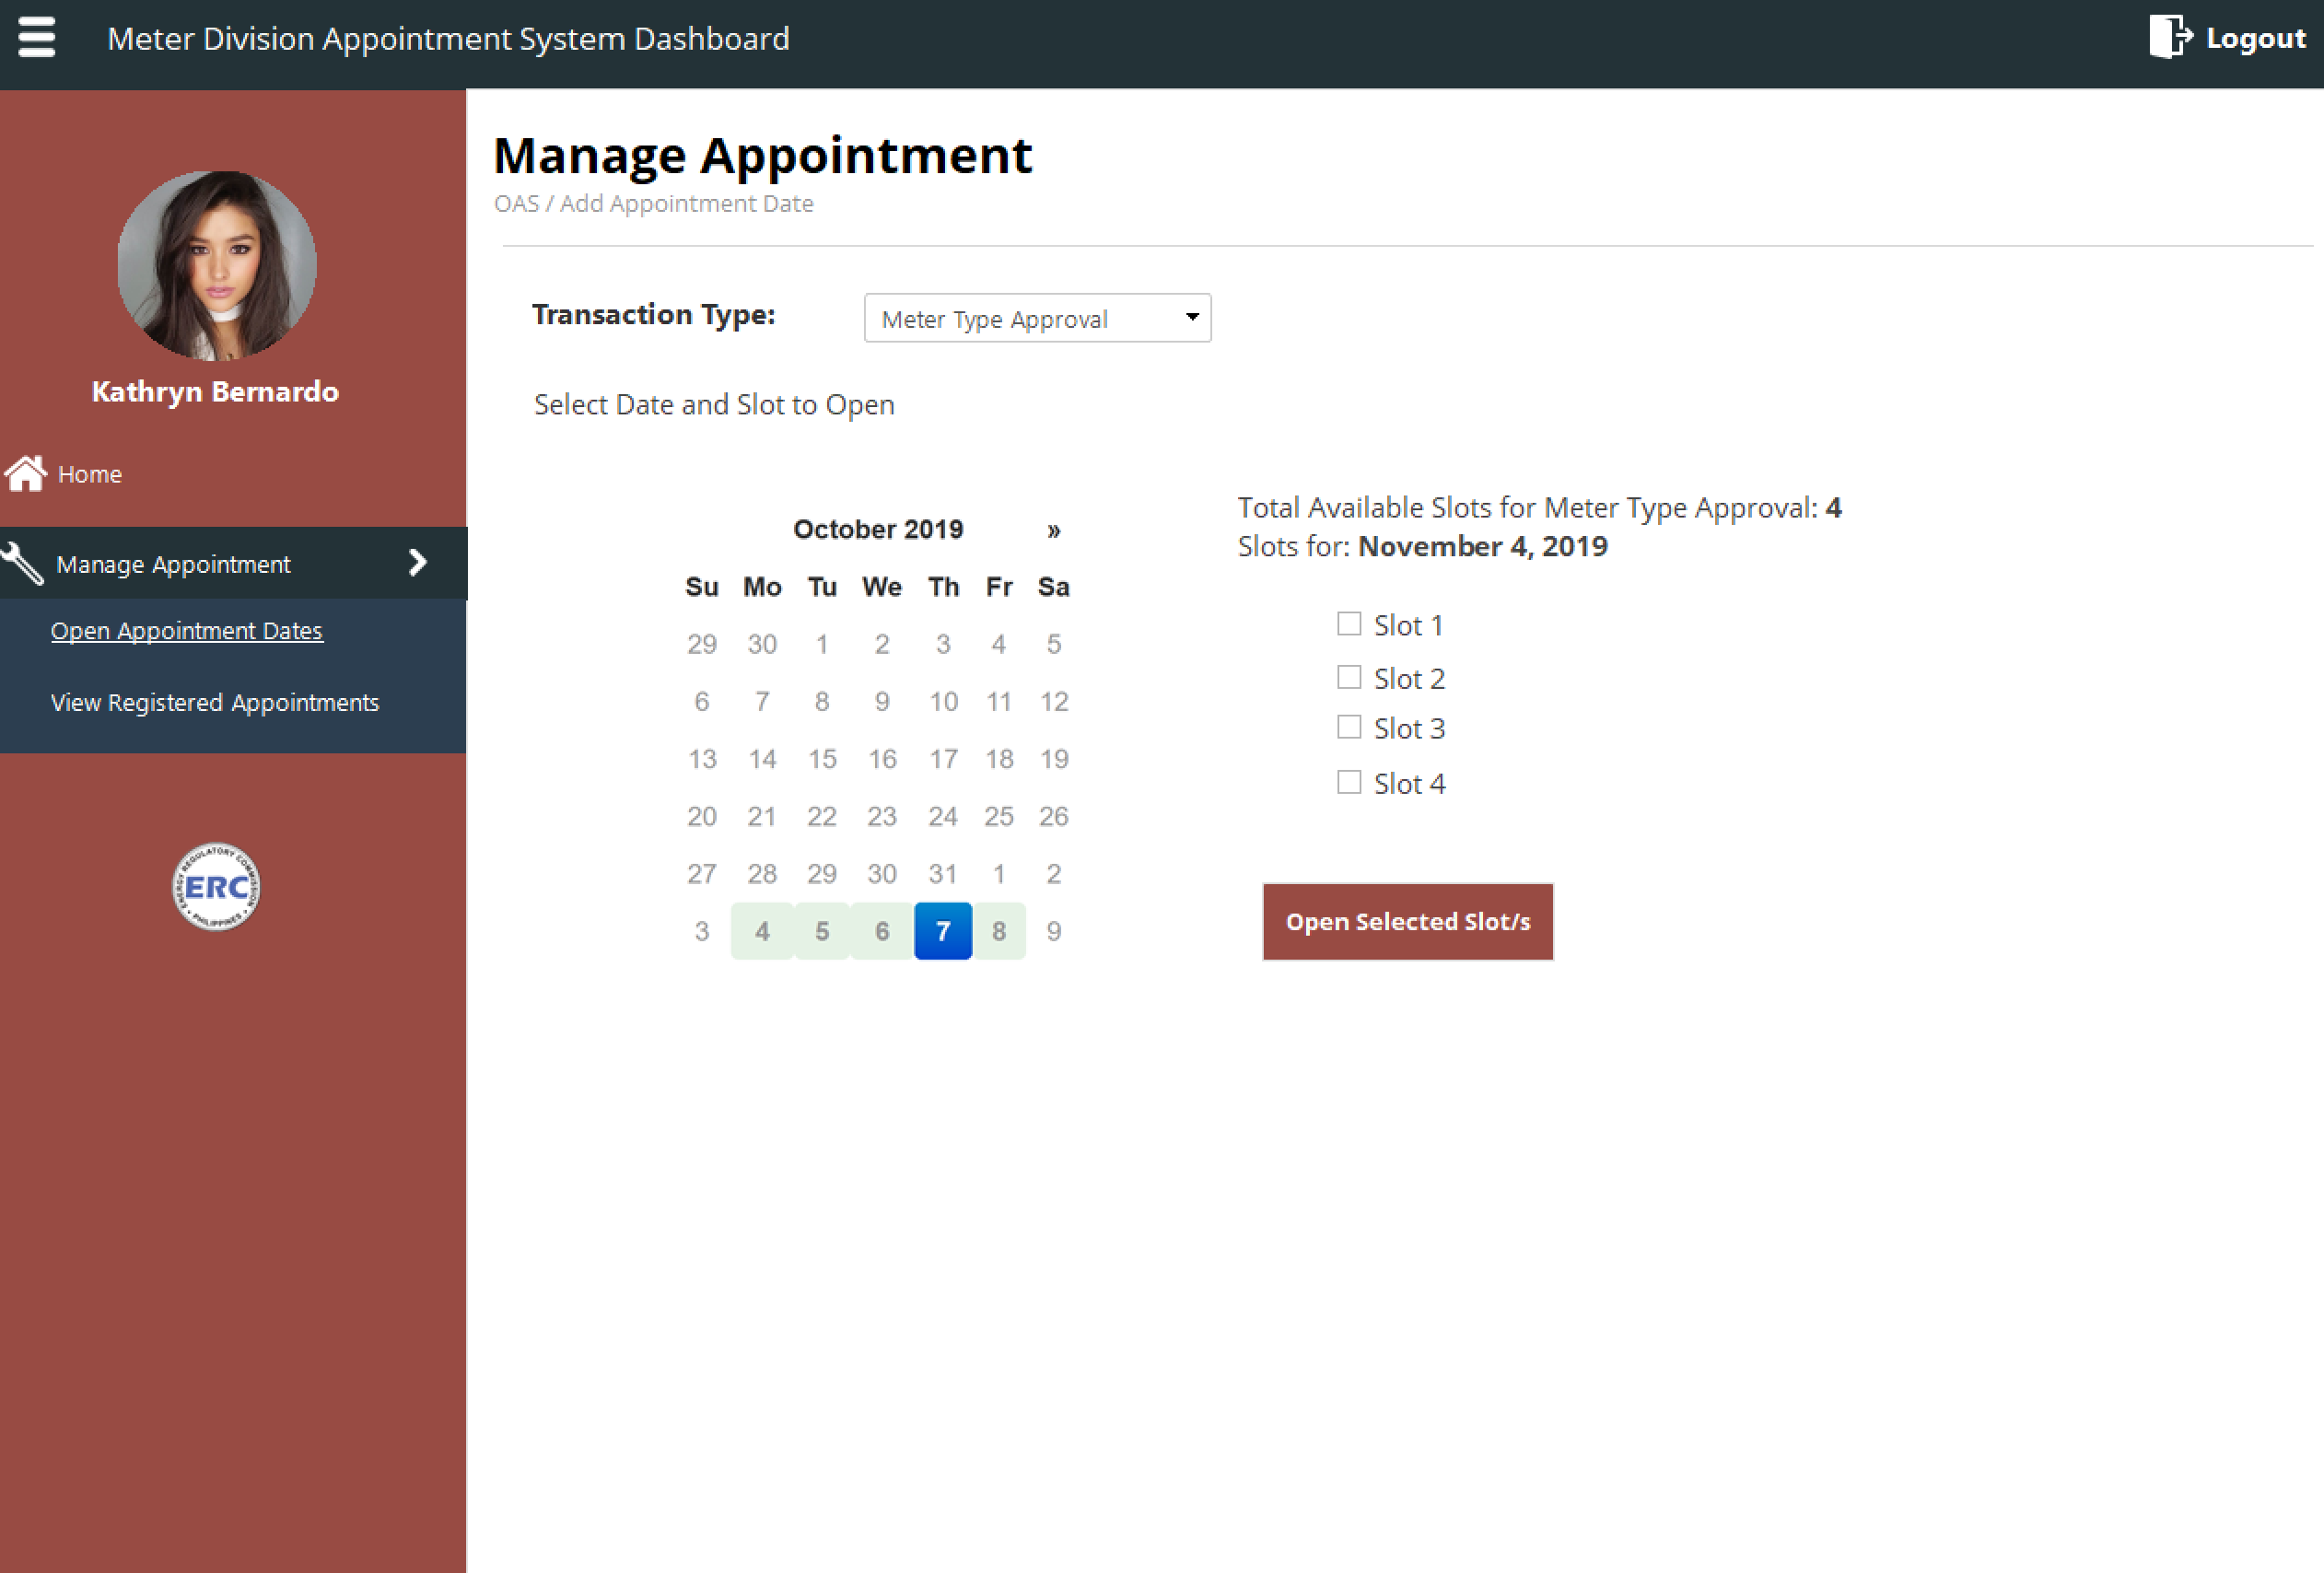 Meter Division Appointment System Dashboard
Logout
Kathryn Bernardo
Home
Manage Appointment
Open Appointment Dates
View Registered Appointments
ENERGY REGULATORY COMMISSION
ERC
• PHILIPPINES •
Manage Appointment
OAS / Add Appointment Date
Transaction Type: Meter Type Approval
Select Date and Slot to Open
October 2019 »
Su Mo Tu We Th Fr Sa
29 30 1 2 3 4 5
6 7 8 9 10 11 12
13 14 15 16 17 18 19
20 21 22 23 24 25 26
27 28 29 30 31 1 2
3 4 5 6 7 8 9
Total Available Slots for Meter Type Approval: 4
Slots for: November 4, 2019
Slot 1
Slot 2
Slot 3
Slot 4
Open Selected Slot/s